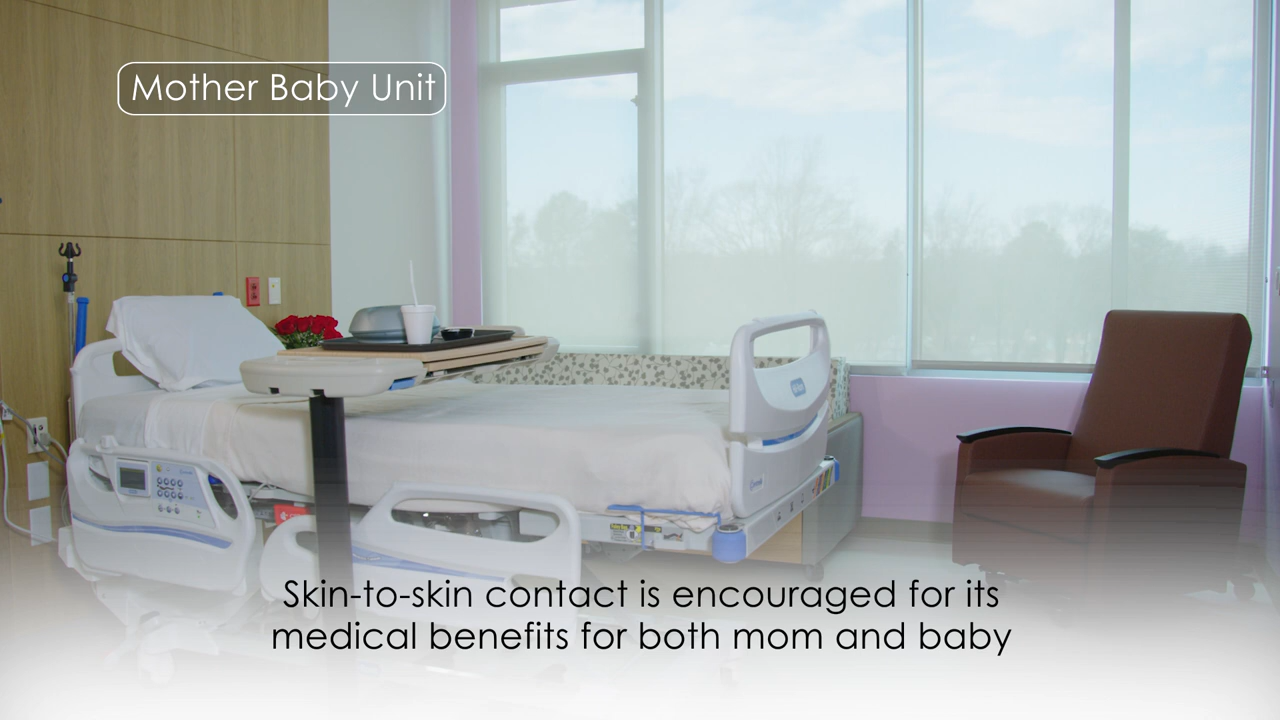 Mother Baby Unit
Skin-to-skin contact is encouraged for its
medical benefits for both mom and baby